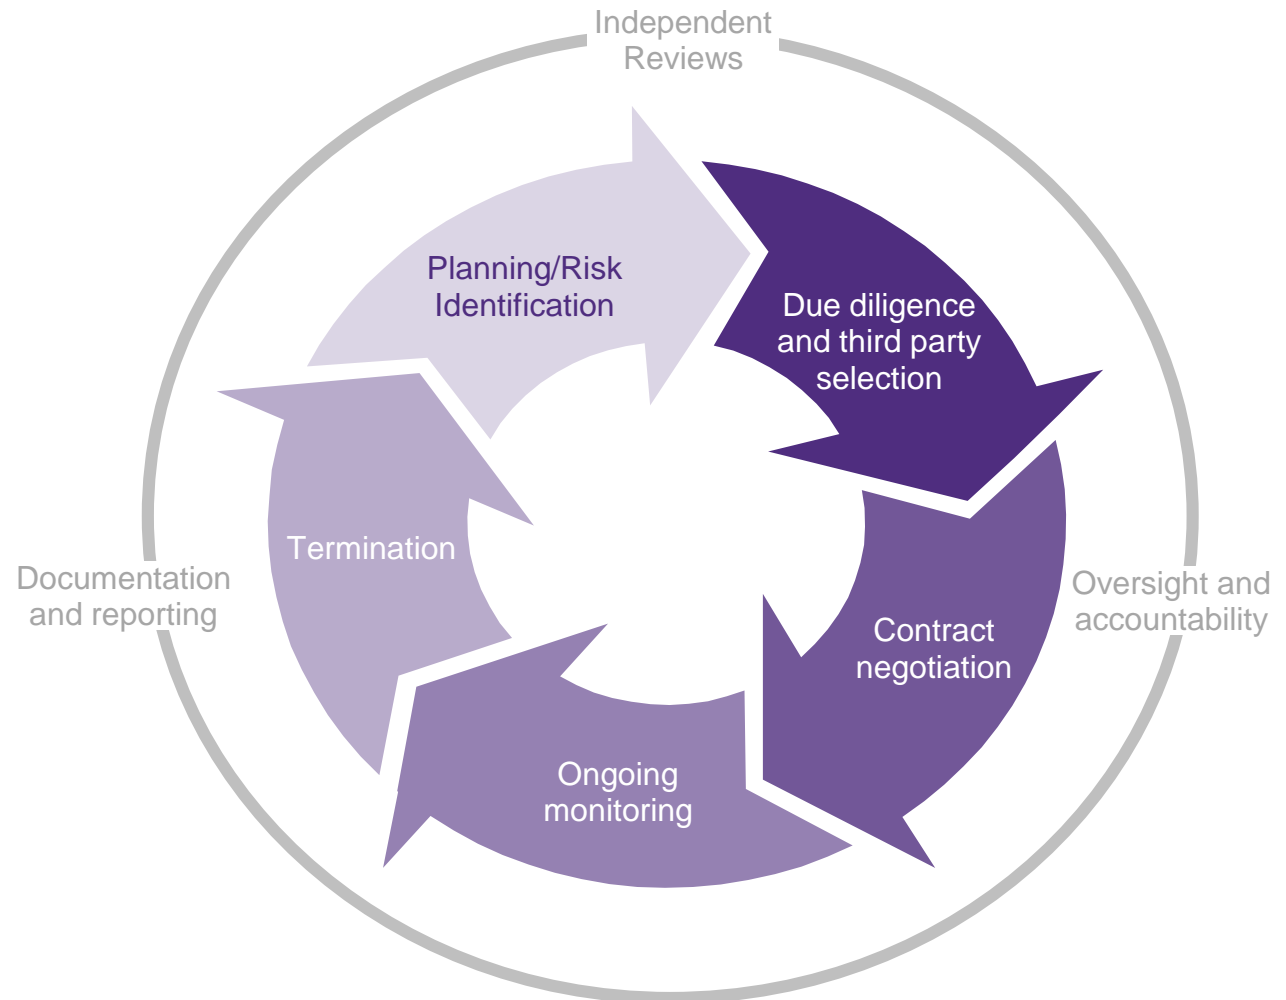 Independent
Reviews
Planning/Risk
Identification
Due diligence
and third party
selection
Termination
Documentation
and reporting
Oversight and
accountability
Contract
negotiation
Ongoing
monitoring